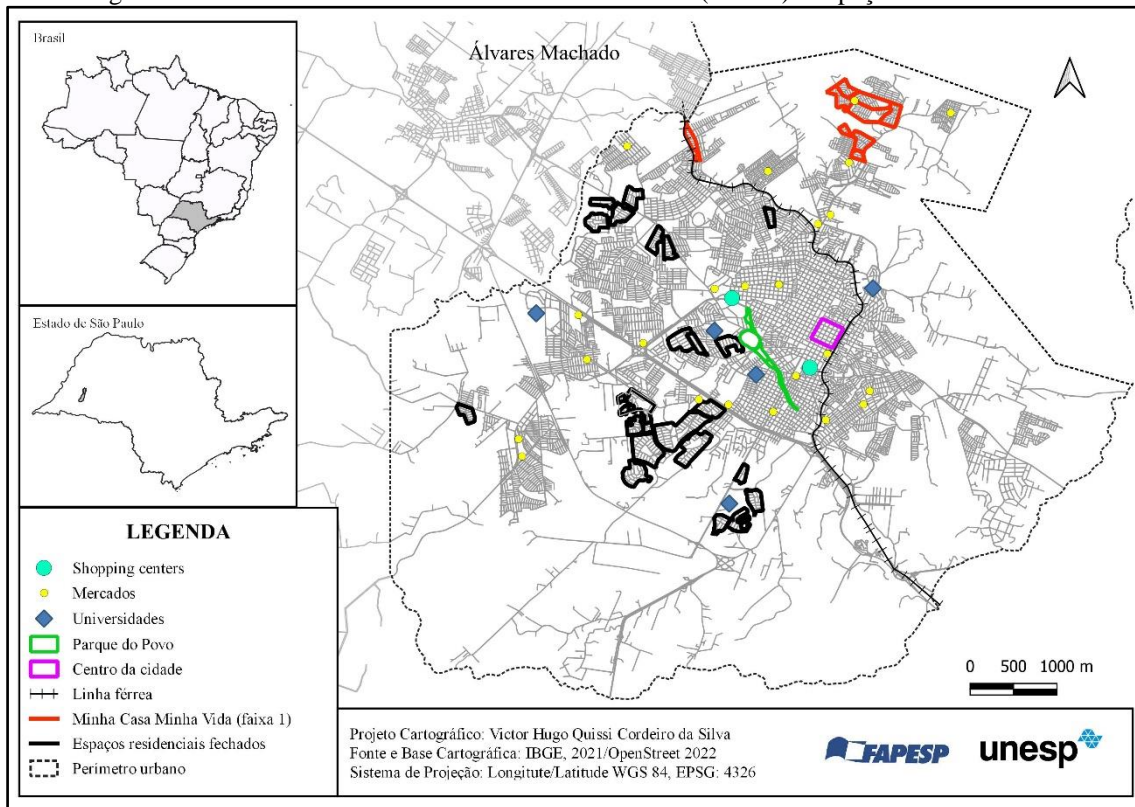 Brasil
Álvares Machado
Estado de São Paulo
LEGENDA
Shopping centers
Mercados
Universidades
Parque do Povo
Centro da cidade
Linha férrea
Minha Casa Minha Vida (faixa 1)
Espaços residenciais fechados
Perímetro urbano
0 500 1000 m
Projeto Cartográfico: Victor Hugo Quissi Cordeiro da Silva
Fonte e Base Cartográfica: IBGE, 2021/OpenStreet 2022
Sistema de Projeção: Longitute/Latitude WGS 84, EPSG: 4326
FAPESP
unesp